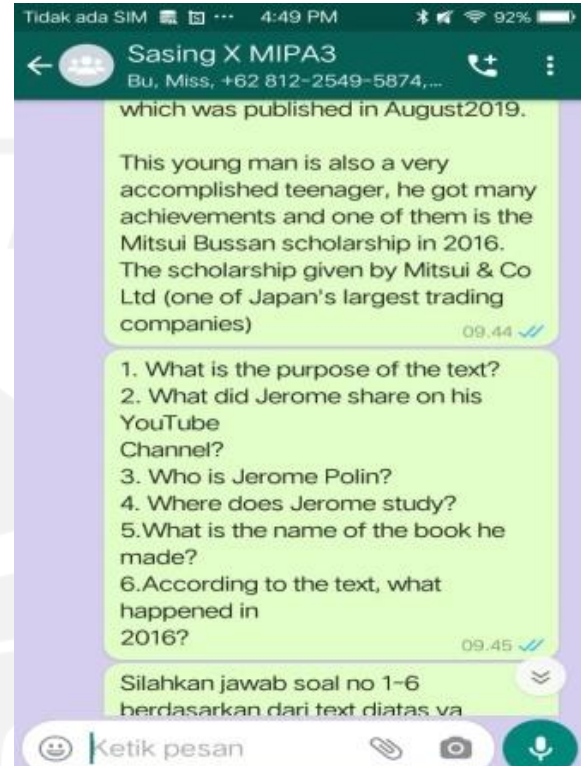 Tidak ada SIM ... 4:49 PM 92%
Sasing X MIPA3
Bu, Miss, +62 812-2549-5874,...
which was published in August2019.
This young man is also a very
accomplished teenager, he got many
achievements and one of them is the
Mitsui Bussan scholarship in 2016.
The scholarship given by Mitsui & Co
Ltd (one of Japan's largest trading
companies)
09.44
1. What is the purpose of the text?
2. What did Jerome share on his
YouTube
Channel?
3. Who is Jerome Polin?
4. Where does Jerome study?
5.What is the name of the book he
made?
6.According to the text, what
happened in
2016?
09.45
Silahkan jawab soal no 1-6
berdasarkan dari text diatas ya
Ketik pesan